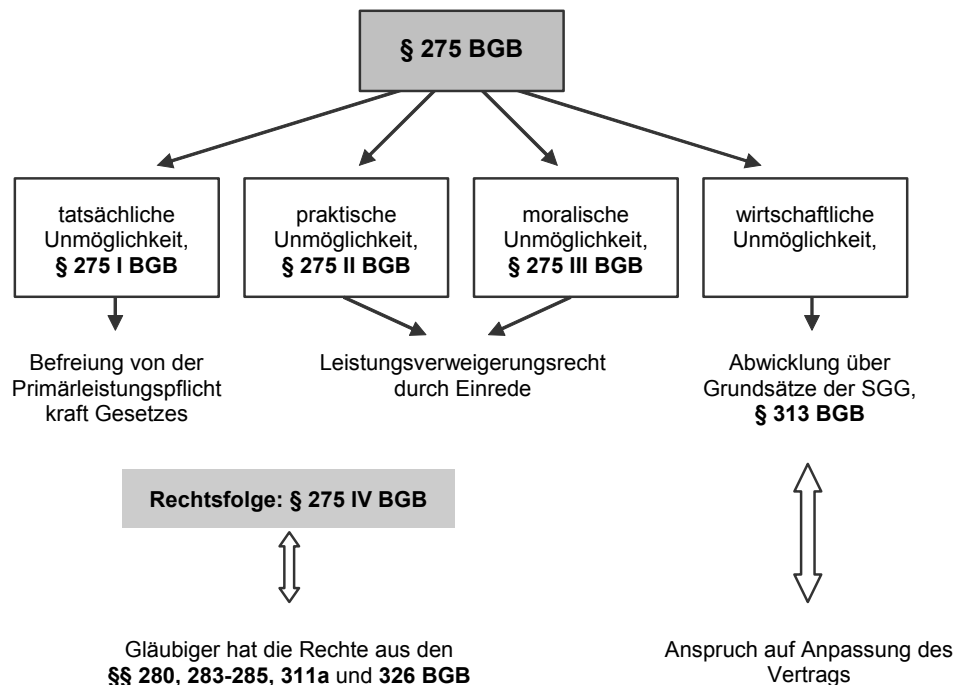 § 275 BGB
tatsächliche
Unmöglichkeit,
§ 275 I BGB
praktische
Unmöglichkeit,
§ 275 II BGB
moralische
Unmöglichkeit,
§ 275 III BGB
wirtschaftliche
Unmöglichkeit,
Befreiung von der
Primärleistungspflicht
kraft Gesetzes
Leistungsverweigerungsrecht
durch Einrede
Abwicklung über
Grundsätze der SGG,
§ 313 BGB
Rechtsfolge: § 275 IV BGB
Gläubiger hat die Rechte aus den
§§ 280, 283-285, 311a und 326 BGB
Anspruch auf Anpassung des
Vertrags